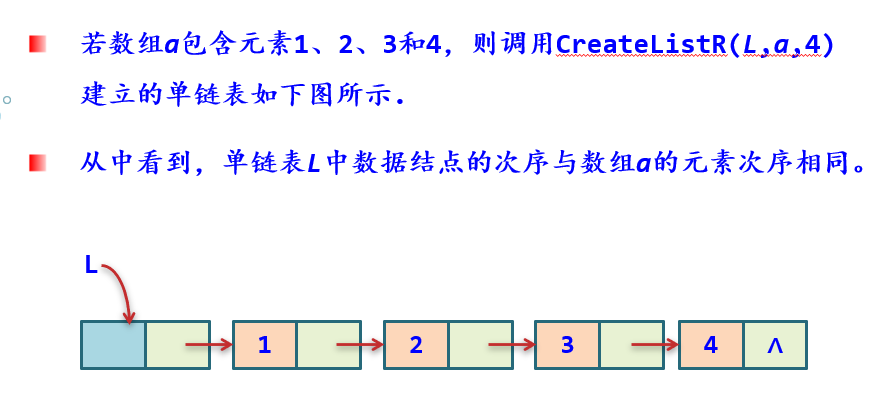 若数组a包含元素1、2、3和4，则调用CreateListR(L,a,4)
建立的单链表如下图所示．
。
从中看到，单链表L中数据结点的次序与数组a的元素次序相同。
L
1 2 3 4 ∧